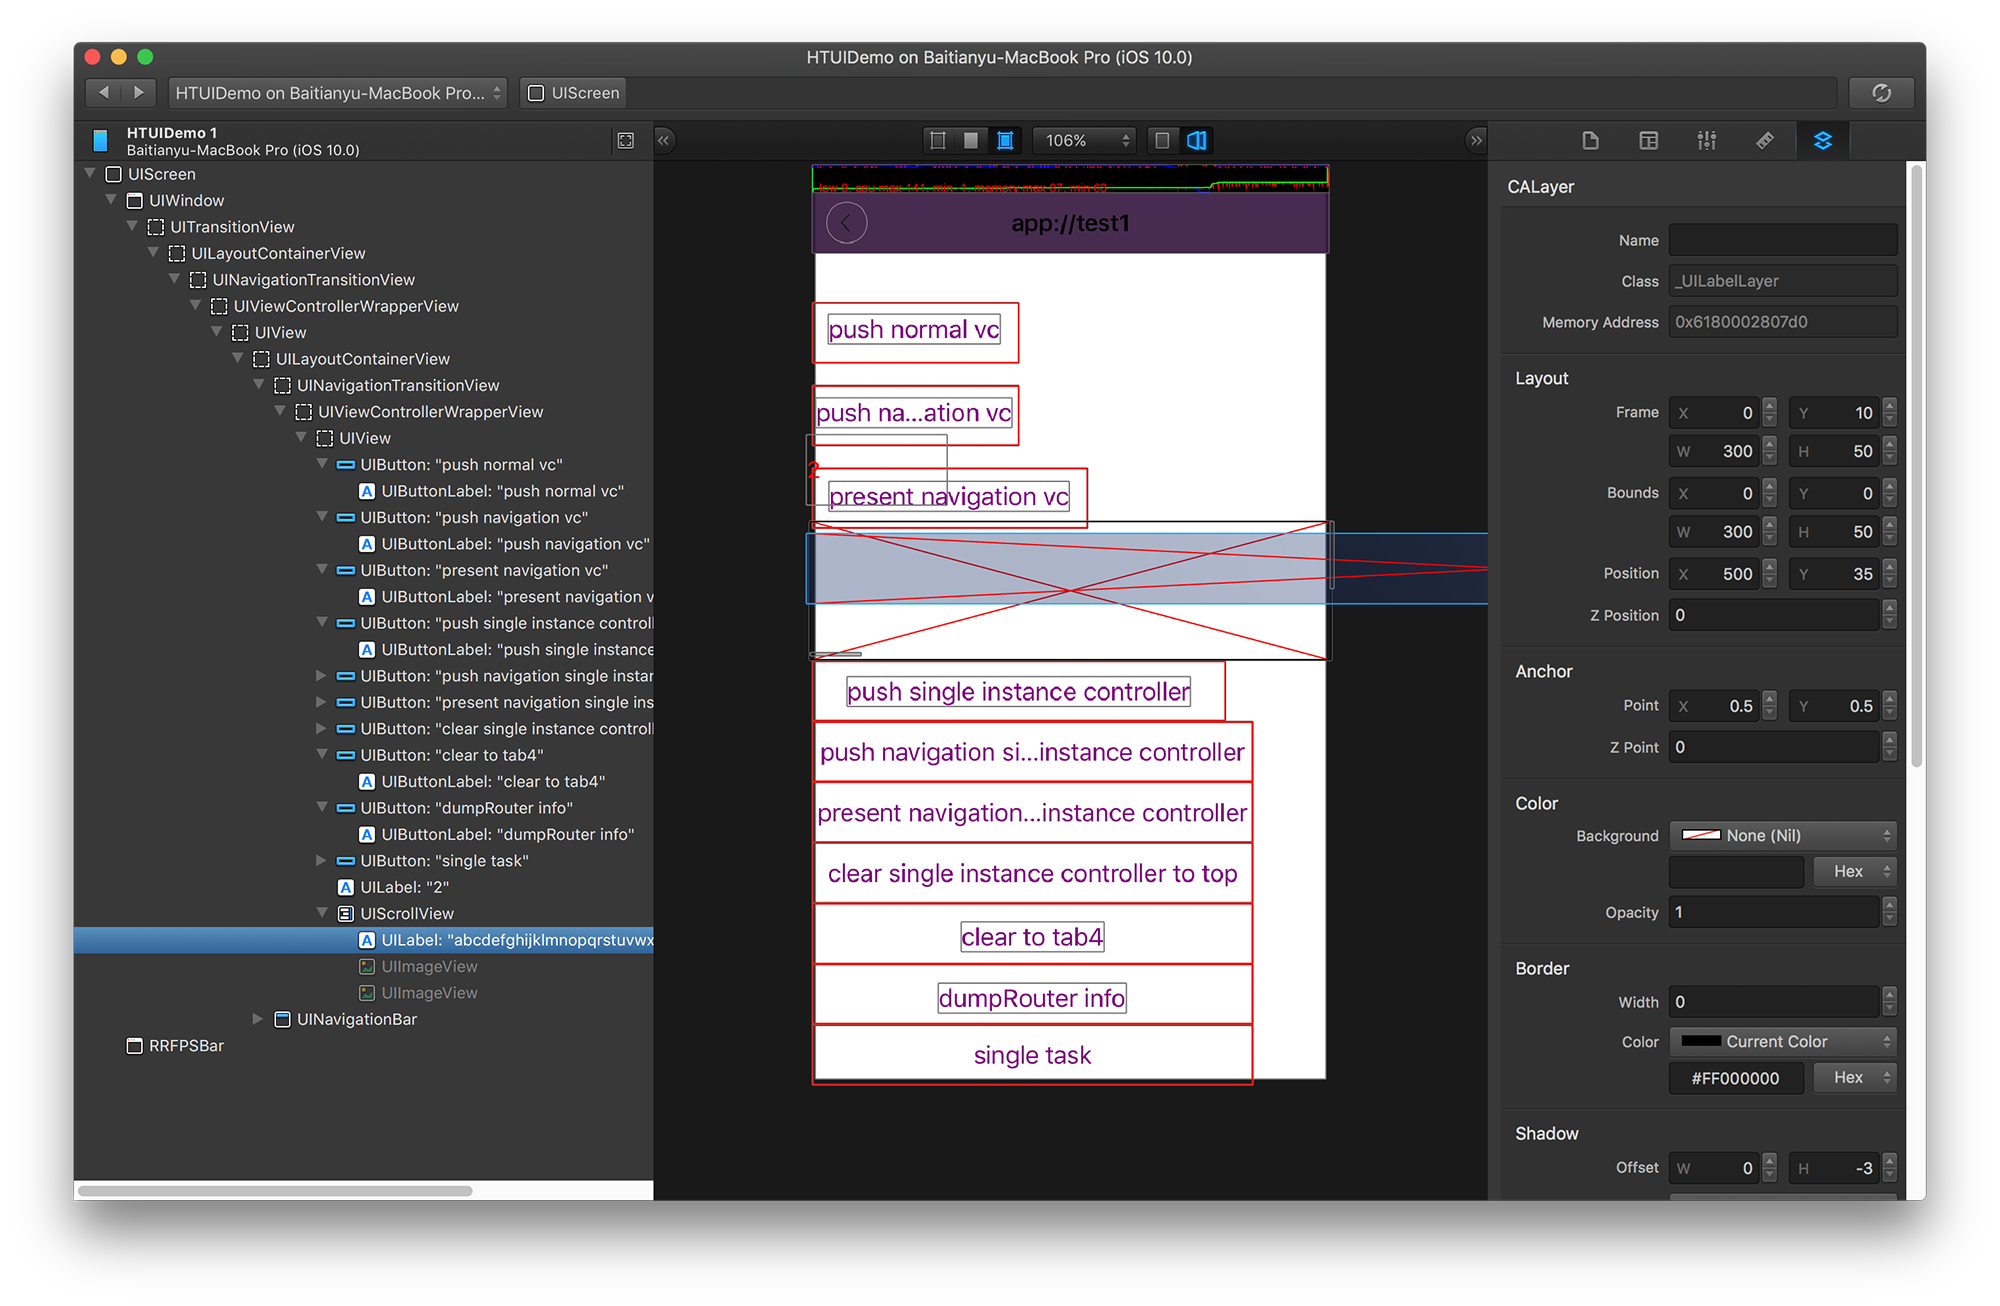 HTUIDemo on Baitianyu-MacBook Pro (iOS 10.0)
HTUIDemo on Baitianyu-MacBook Pro...
UIScreen
HTUIDemo 1
Baitianyu-MacBook Pro (iOS 10.0)
106%
UIScreen
UIWindow
UITransitionView
UILayoutContainerView
UINavigationTransitionView
UIViewControllerWrapperView
UIView
UILayoutContainerView
UINavigationTransitionView
UIViewControllerWrapperView
UIView
UIButton: "push normal vc"
UIButtonLabel: "push normal vc"
UIButton: "push navigation vc"
UIButtonLabel: "push navigation vc"
UIButton: "present navigation vc"
UIButtonLabel: "present navigation v
UIButton: "push single instance control
UIButtonLabel: "push single instance
UIButton: "push navigation single instar
UIButton: "present navigation single ins
UIButton: "clear single instance control
UIButton: "clear to tab4"
UIButtonLabel: "clear to tab4"
UIButton: "dumpRouter info"
UIButtonLabel: "dumpRouter info"
UIButton: "single task"
UILabel: "2"
UIScrollView
UILabel: "abcdefghijklmnopqrstuvwx
UIImageView
UIImageView
UINavigationBar
RRFPSBar
app://test1
push normal vc
push na...ation vc
2
present navigation vc
push single instance controller
push navigation si...instance controller
present navigation...instance controller
clear single instance controller to top
clear to tab4
dumpRouter info
single task
CALayer
Name
Class _UILabelLayer
Memory Address 0x6180002807d0
Layout
Frame X 0 Y 10
W 300 H 50
Bounds X 0 Y 0
W 300 H 50
Position X 500 Y 35
Z Position 0
Anchor
Point X 0.5 Y 0.5
Z Point 0
Color
Background None (Nil)
Hex
Opacity 1
Border
Width 0
Color Current Color
#FF000000 Hex
Shadow
Offset W 0 H -3